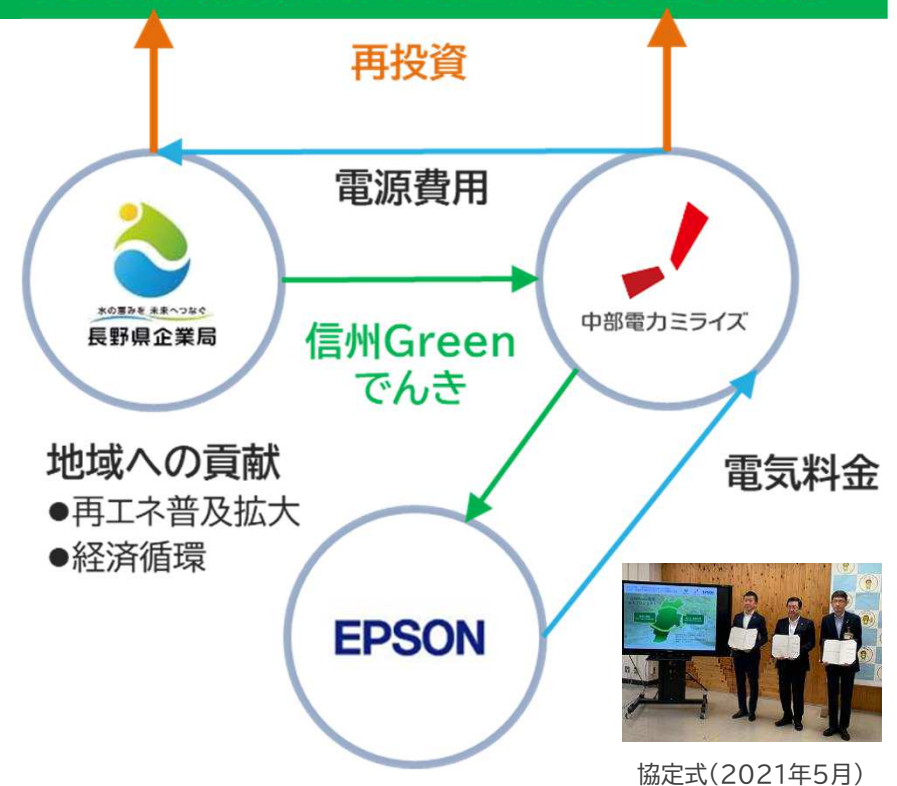 再投資
電源費用
水の恵みを 未来へつなぐ
長野県企業局
中部電力ミライズ
信州Green
でんき
地域への貢献
●再エネ普及拡大
●経済循環
電気料金
EPSON
協定式(2021年5月)